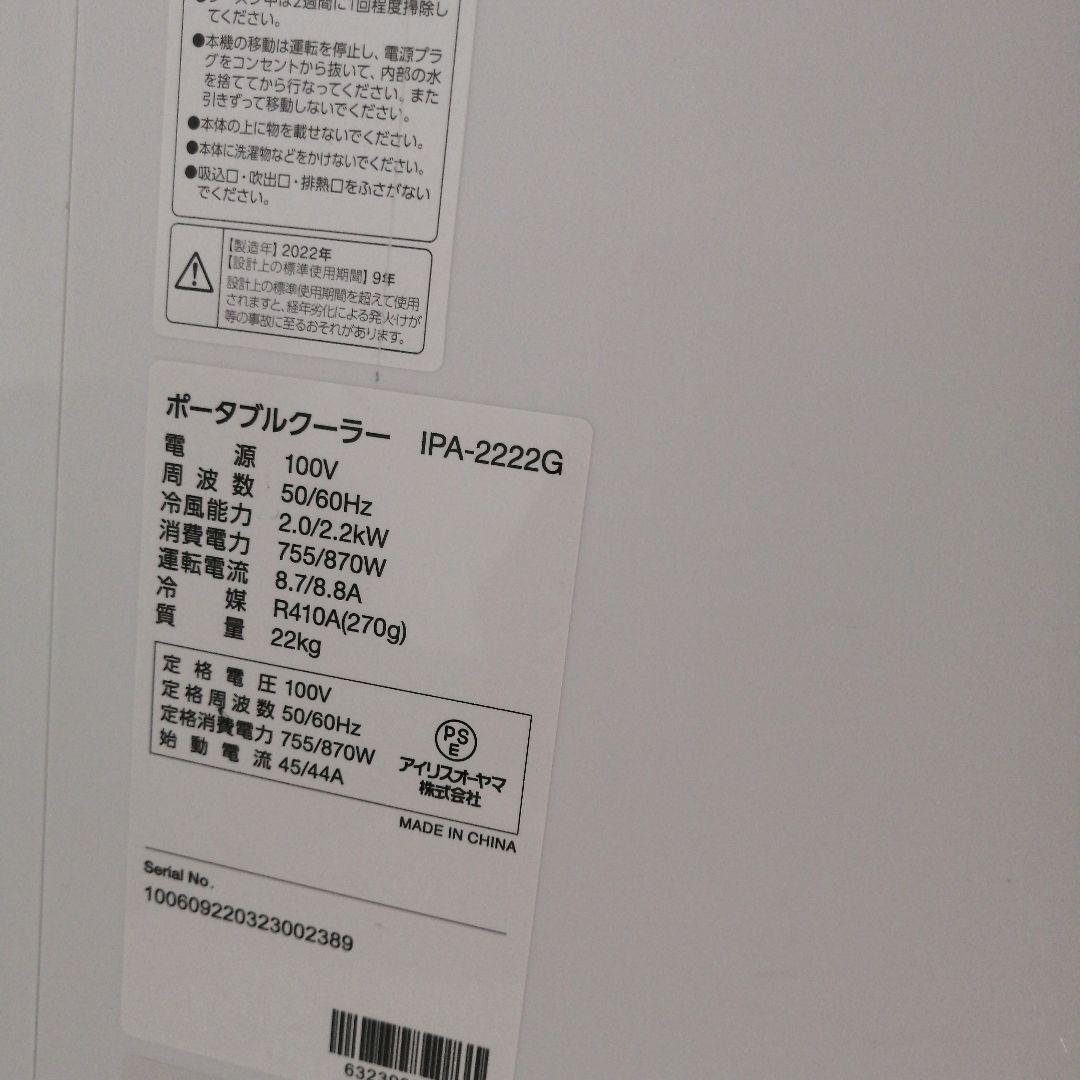 は2週間に1回程度掃除し
てください。
●本機の移動は運転を停止し、電源プラ
グをコンセントから抜いて、内部の水
を捨ててから行なってください。また
引きずって移動しないでください。
●本体の上に物を載せないでください。
●本体に洗濯物などをかけないでください。
●吸込口・吹出口・排熱口をふさがない
でください。
【製造年】2022年
【設計上の標準使用期間】9年
設計上の標準使用期間を超えて使用
されますと、経年劣化による発火・けが
等の事故に至るおそれがあります。
ポータブルクーラー IPA-2222G
電源 100V
周波数 50/60Hz
冷風能力 2.0/2.2kW
消費電力 755/870W
運転電流 8.7/8.8A
冷媒 R410A(270g)
質量 22kg
定格電圧 100V
定格周波数 50/60Hz
定格消費電力 755/870W
始動電流 45/44A
PS
E
アイリスオーヤマ
株式会社
MADE IN CHINA
Serial No.
100609220323002389